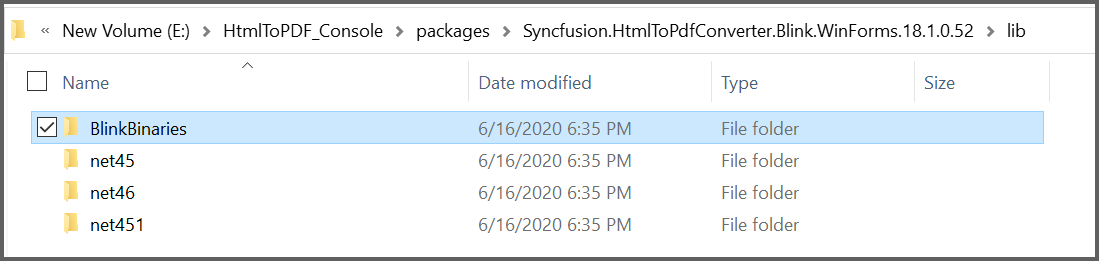 « New Volume (E:) > HtmlToPDF_Console > packages > Syncfusion.HtmlToPdfConverter.Blink.WinForms.18.1.0.52 > lib
Name Date modified Type Size
BlinkBinaries 6/16/2020 6:35 PM File folder
net45 6/16/2020 6:35 PM File folder
net46 6/16/2020 6:35 PM File folder
net451 6/16/2020 6:35 PM File folder